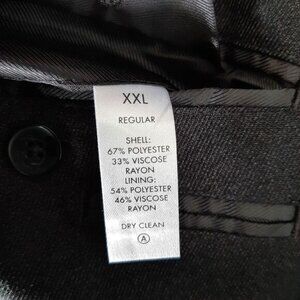 XXL
REGULAR
SHELL:
67% POLYESTER
33% VISCOSE
RAYON
LINING:
54% POLYESTER
46% VISCOSE
RAYON
DRY CLEAN
A